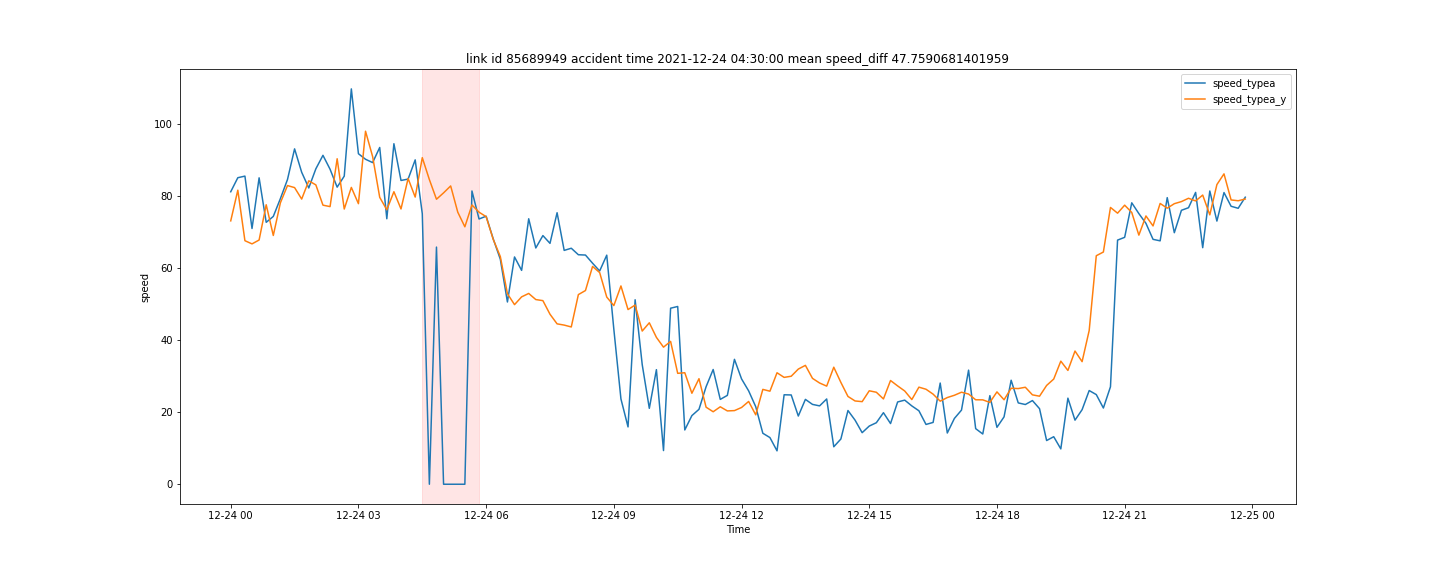 link id 85689949 accident time 2021-12-24 04:30:00 mean speed_diff 47.7590681401959
speed_typea
speed_typea_y
100
80
60
40
20
0
speed
12-24 00 12-24 03 12-24 06 12-24 09 12-24 12 12-24 15 12-24 18 12-24 21 12-25 00
Time